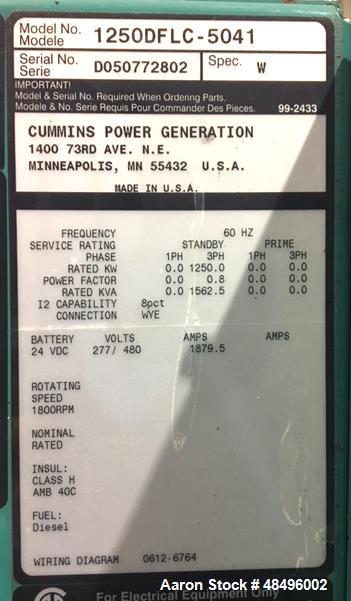 Model No. 1250DFLC-5041
Modele
Serial No. D050772802 Spec. W
Serie
IMPORTANT!
Model & Serial No. Required When Ordering Parts.
Modele & No. Serie Requis Pour Commander Des Pieces. 99-2433
CUMMINS POWER GENERATION
1400 73RD AVE. N.E.
MINNEAPOLIS, MN 55432 U.S.A.
MADE IN U.S.A.
FREQUENCY 60 HZ
SERVICE RATING STANDBY PRIME
PHASE 1PH 3PH 1PH 3PH
RATED KW 0.0 1250.0 0.0 0.0
POWER FACTOR 0.0 0.8 0.0 0.0
RATED KVA 0.0 1562.5 0.0 0.0
I2 CAPABILITY 8pct
CONNECTION WYE
BATTERY VOLTS AMPS AMPS
24 VDC 277/ 480 1879.5
ROTATING
SPEED
1800RPM
NOMINAL
RATED
INSUL:
CLASS H
AMB 40C
FUEL:
Diesel
WIRING DIAGRAM 0612-6764
For Electrical Equipment Only
Aaron Stock # 48496002